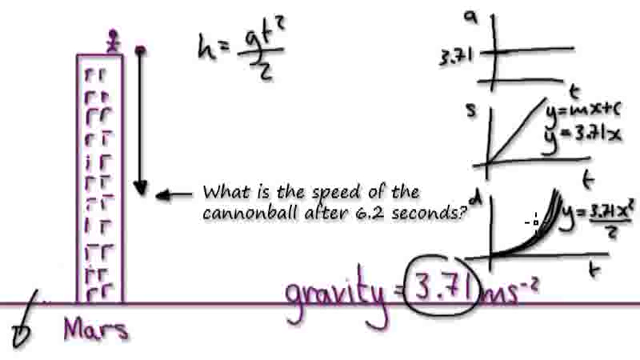 h = gt²/2
a
3.71
t
s
y=mx+c
y=3.71x
t
What is the speed of the
cannonball after 6.2 seconds?
d
y=3.71x²/2
t
gravity = 3.71 ms⁻²
Mars